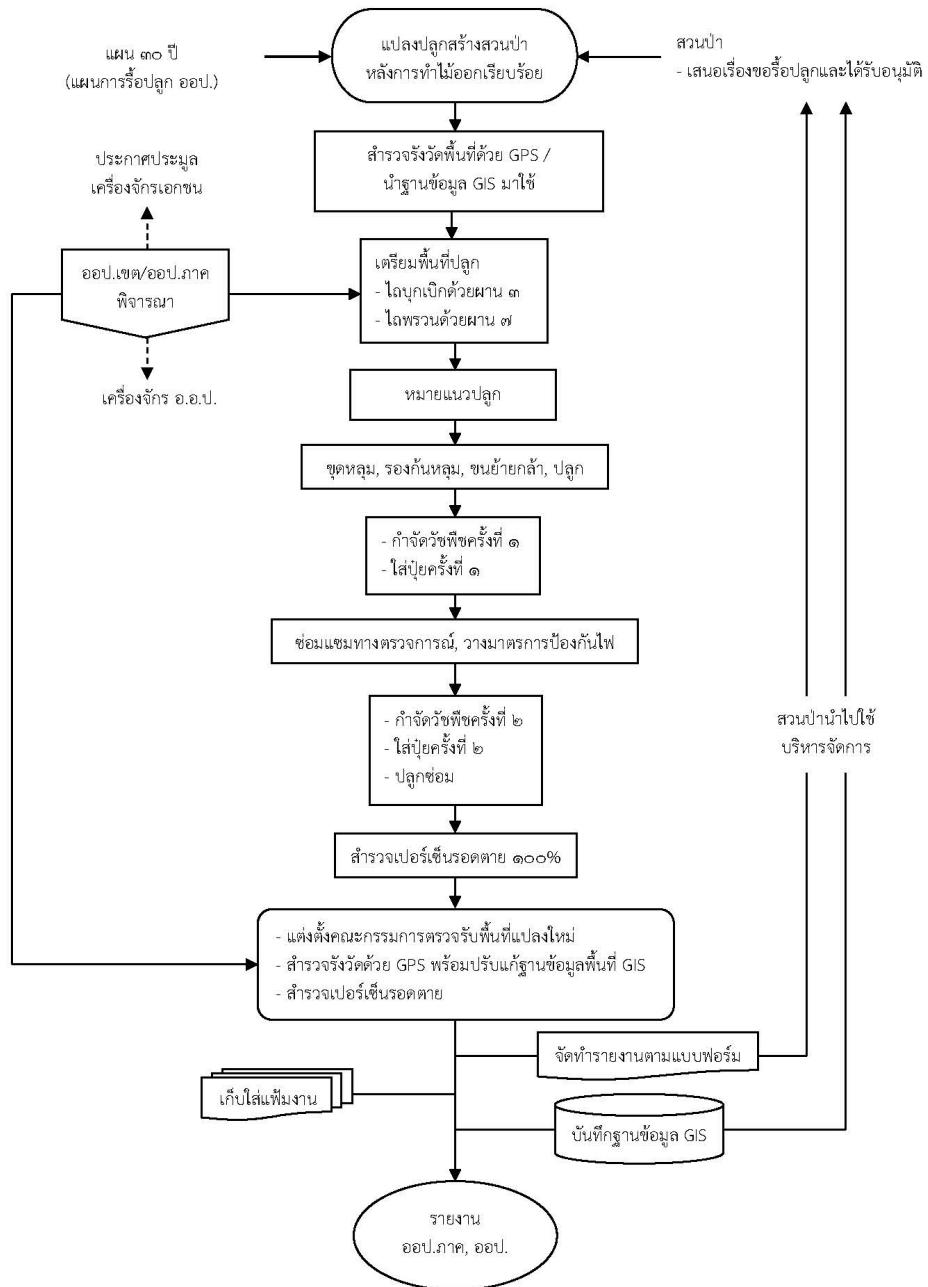 แผน ๓๐ ปี
(แผนการรื้อปลูก ออป.)
แปลงปลูกสร้างสวนป่า
หลังการทำไม้ออกเรียบร้อย
สวนป่า
- เสนอเรื่องขอรื้อปลูกและได้รับอนุมัติ
สำรวจรังวัดพื้นที่ด้วย GPS /
นำฐานข้อมูล GIS มาใช้
ประกาศประมูล
เครื่องจักรเอกชน
ออป.เขต/ออป.ภาค
พิจารณา
เครื่องจักร อ.อ.ป.
เตรียมพื้นที่ปลูก
- ไถบุกเบิกด้วยผาน ๓
- ไถพรวนด้วยผาน ๗
หมายแนวปลูก
ขุดหลุม, รองก้นหลุม, ขนย้ายกล้า, ปลูก
- กำจัดวัชพืชครั้งที่ ๑
- ใส่ปุ๋ยครั้งที่ ๑
ซ่อมแซมทางตรวจการณ์, วางมาตรการป้องกันไฟ
- กำจัดวัชพืชครั้งที่ ๒
- ใส่ปุ๋ยครั้งที่ ๒
- ปลูกซ่อม
สวนป่านำไปใช้
บริหารจัดการ
สำรวจเปอร์เซ็นรอดตาย ๑๐๐%
- แต่งตั้งคณะกรรมการตรวจรับพื้นที่แปลงใหม่
- สำรวจรังวัดด้วย GPS พร้อมปรับแก้ฐานข้อมูลพื้นที่ GIS
- สำรวจเปอร์เซ็นรอดตาย
จัดทำรายงานตามแบบฟอร์ม
เก็บใส่แฟ้มงาน
บันทึกฐานข้อมูล GIS
รายงาน
ออป.ภาค, ออป.